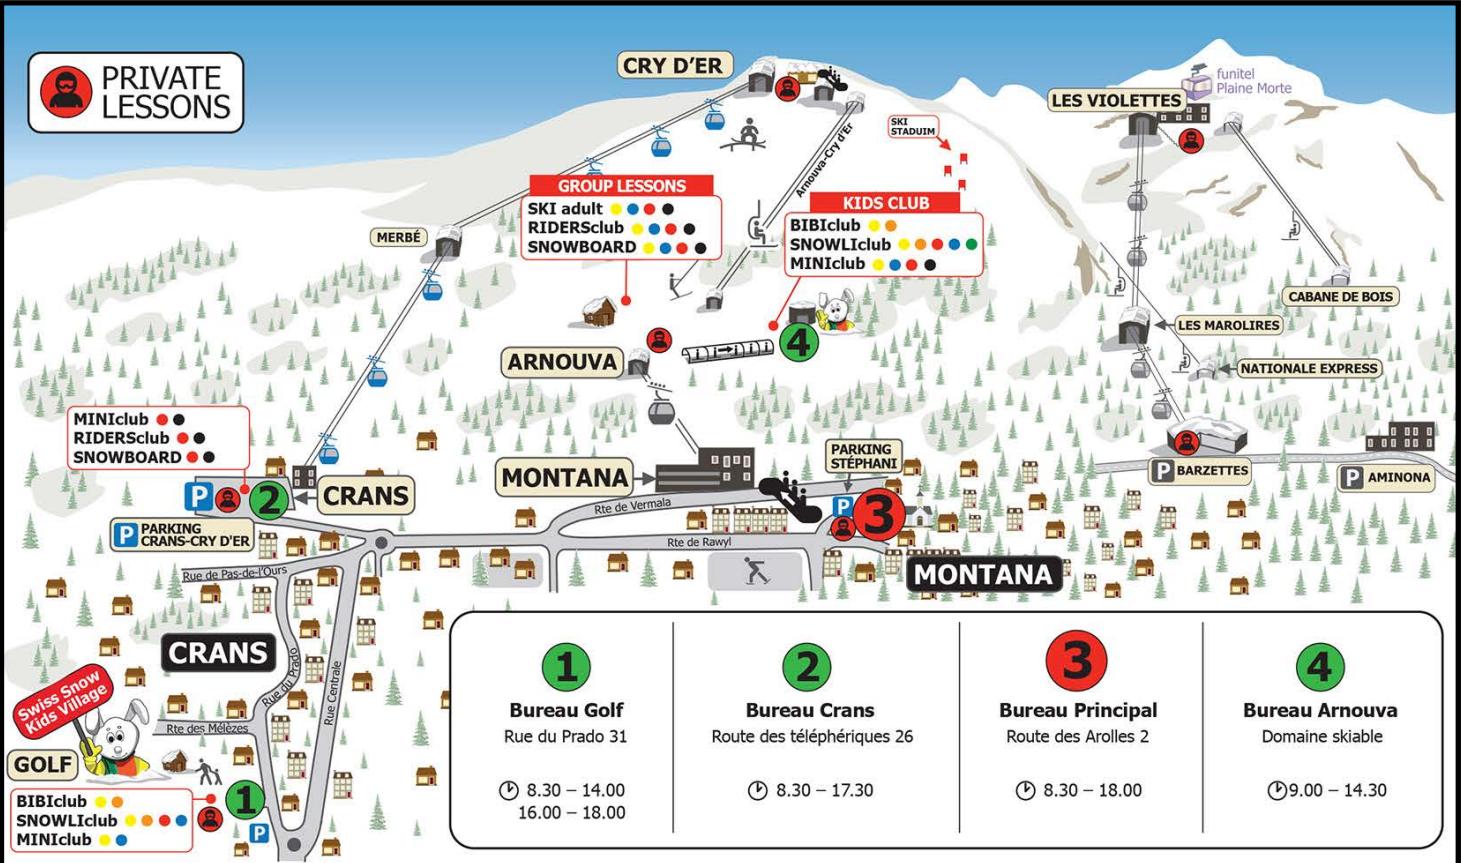 PRIVATE
LESSONS
CRY D'ER
funitel
Plaine Morte
LES VIOLETTES
SKI
STADUIM
Arnouva-Cry d'Er
GROUP LESSONS
SKI adult
RIDERSclub
SNOWBOARD
KIDS CLUB
BIBIclub
SNOWLIclub
MINIclub
MERBÉ
CABANE DE BOIS
LES MAROLIRES
NATIONALE EXPRESS
4
ARNOUVA
MINIclub
RIDERSclub
SNOWBOARD
P
2
CRANS
P PARKING
CRANS-CRY D'ER
MONTANA
PARKING
STÉPHANI
P
3
P BARZETTES
P AMINONA
Rte de Vermala
Rte de Rawyl
MONTANA
Rue de Pas-de-l'Ours
CRANS
Rue du Prado
Rue Centrale
Rte des Mélèzes
Swiss Snow
Kids Village
GOLF
BIBIclub
SNOWLIclub
MINIclub
1
P
1
Bureau Golf
Rue du Prado 31
8.30 – 14.00
16.00 – 18.00
2
Bureau Crans
Route des téléphériques 26
8.30 – 17.30
3
Bureau Principal
Route des Arolles 2
8.30 – 18.00
4
Bureau Arnouva
Domaine skiable
9.00 – 14.30